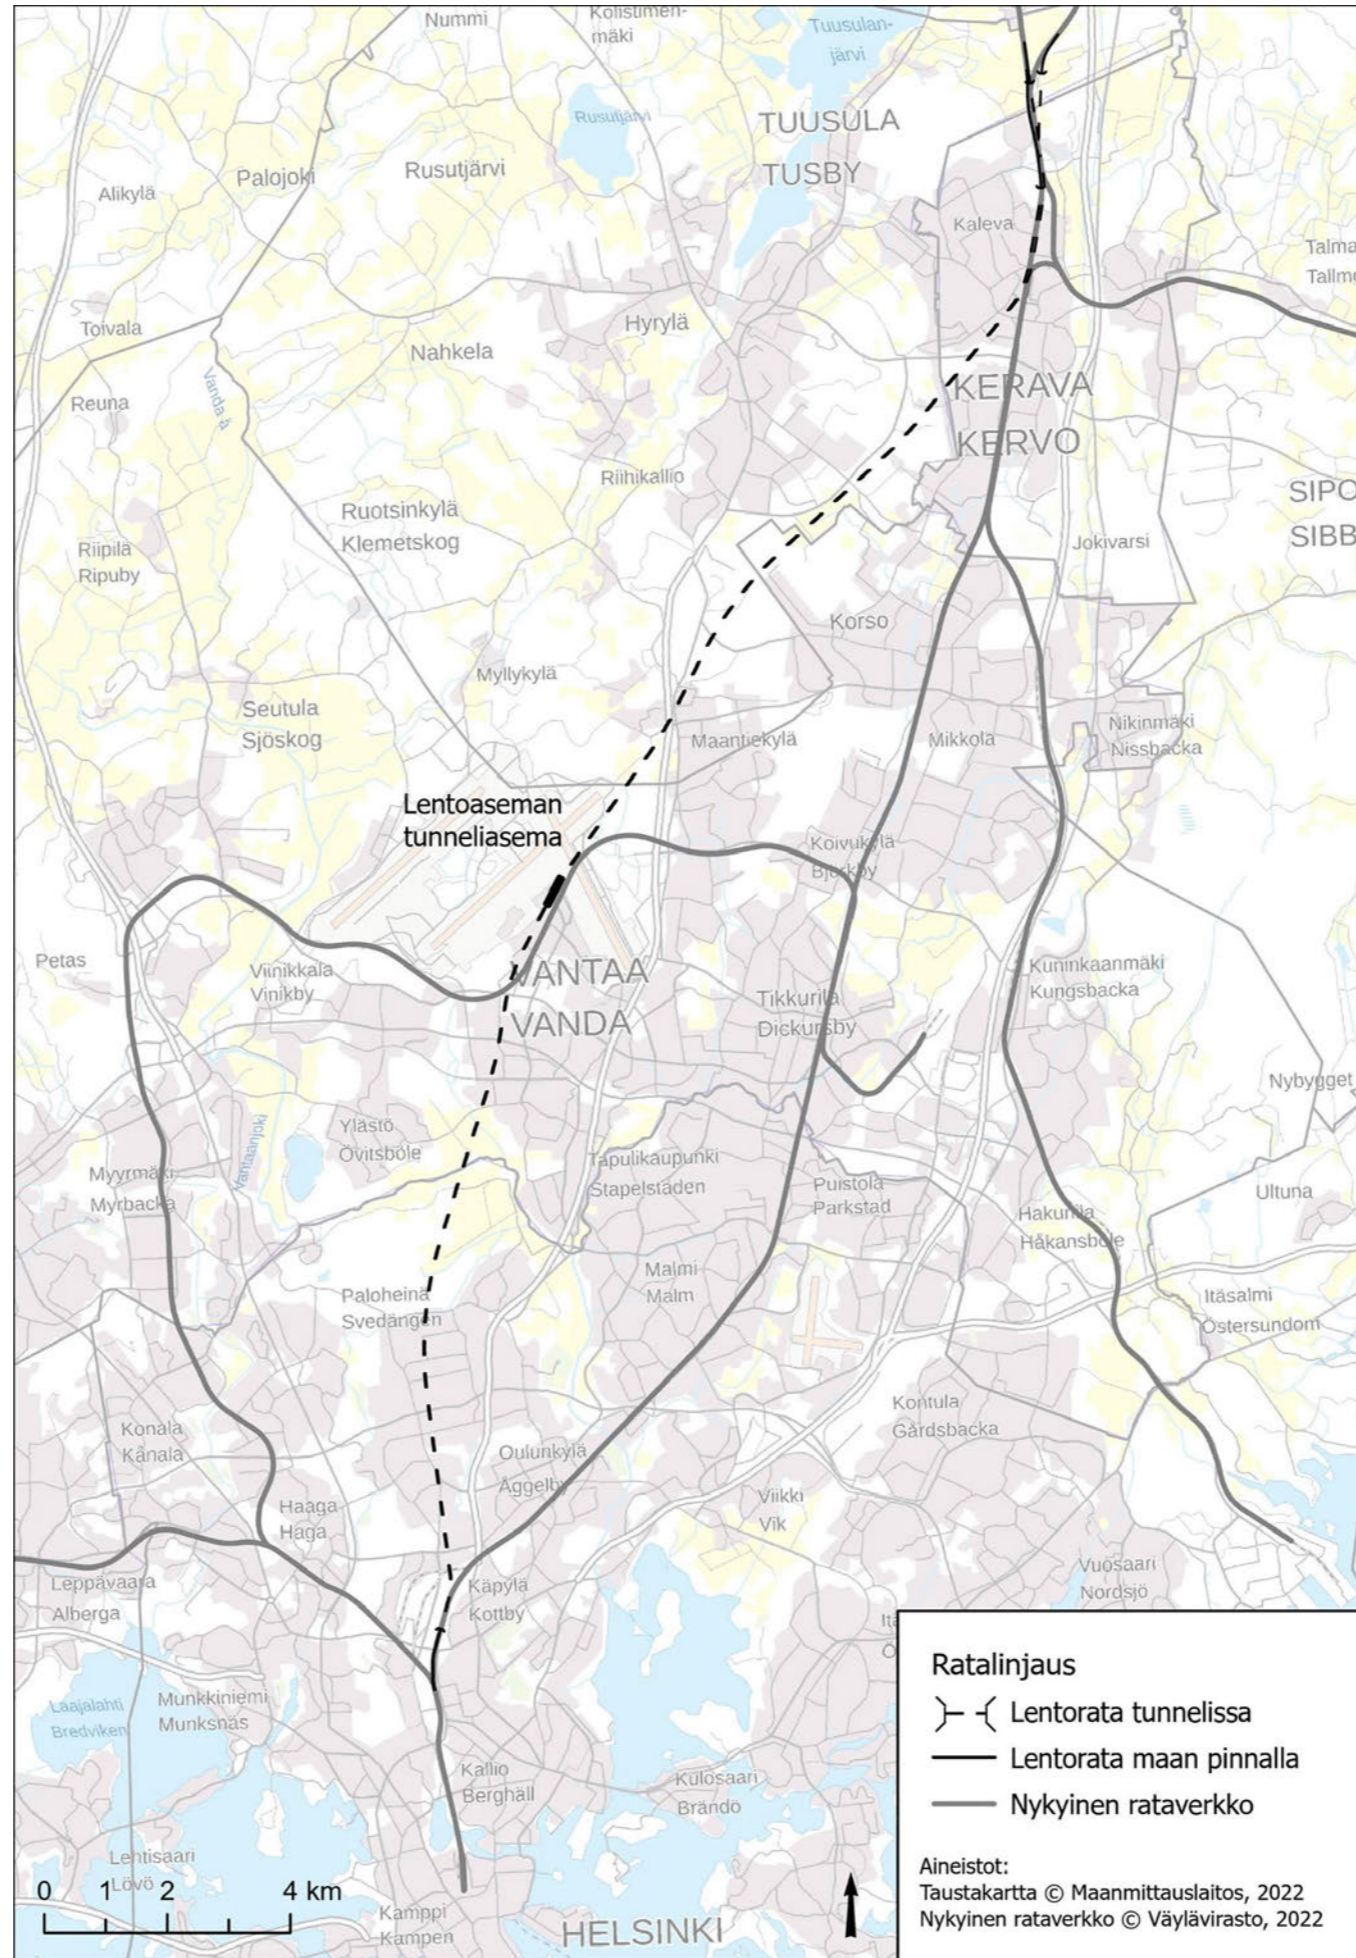 Nummi
Kolistimen-
mäki
Tuusulan-
järvi
Rusutjärvi
TUUSULA
TUSBY
Palojoki
Rusutjärvi
Alikylä
Kaleva
Talma
Toivala
Hyrylä
Nahkela
Vanda å
Reuna
KERAVA
KERVO
Riihikallio
SIPO
SIBB
Ruotsinkylä
Klemetskog
Riipilä
Ripuby
Jokivarsi
Korso
Myllykylä
Seutula
Sjöskog
Maantiekylä
Mikkola
Nikinmäki
Nissbacka
Lentoaseman
tunneliasema
Koivukylä
Björkby
Petas
Viinikkala
Vinikby
VANTAA
VANDA
Tikkurila
Dickursby
Kuninkaanmäki
Kungsbacka
Nybygget
Ylästö
Övitsböle
Vantaanjoki
Myyrmäki
Myrbacka
Tapulikaupunki
Stapelstaden
Puistola
Parkstad
Ultuna
Hakunila
Håkansböle
Malmi
Malm
Paloheinä
Svedängen
Itäsalmi
Östersundom
Konala
Kånala
Kontula
Gårdsbacka
Oulunkylä
Åggelby
Haaga
Haga
Viikki
Vik
Leppävaara
Alberga
Käpylä
Kottby
Vuosaari
Nordsjö
Laajalahti
Bredviken
Munkkiniemi
Munksnäs
Kallio
Berghäll
Kulosaari
Brändö
Lehtisaari
Lövö
Kamppi
Kampen
HELSINKI
0 1 2 4 km
Ratalinjaus
Lentorata tunnelissa
Lentorata maan pinnalla
Nykyinen rataverkko
Aineistot:
Taustakartta © Maanmittauslaitos, 2022
Nykyinen rataverkko © Väylävirasto, 2022